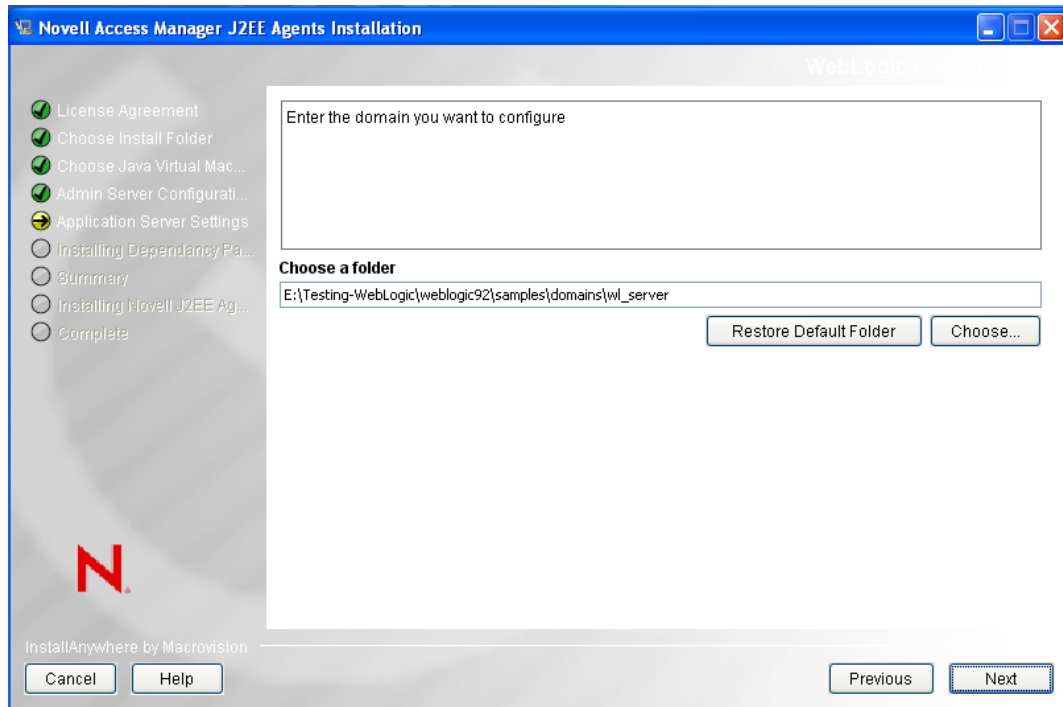 Novell Access Manager J2EE Agents Installation
WebLogic
License Agreement
Choose Install Folder
Choose Java Virtual Mac...
Admin Server Configurati...
Application Server Settings
Installing Dependancy Pa...
Summary
Installing Novell J2EE Ag...
Complete
Enter the domain you want to configure
Choose a folder
E:\Testing-WebLogic\weblogic92\samples\domains\wl_server
Restore Default Folder
Choose...
N
InstallAnywhere by Macrovision
Cancel
Help
Previous
Next